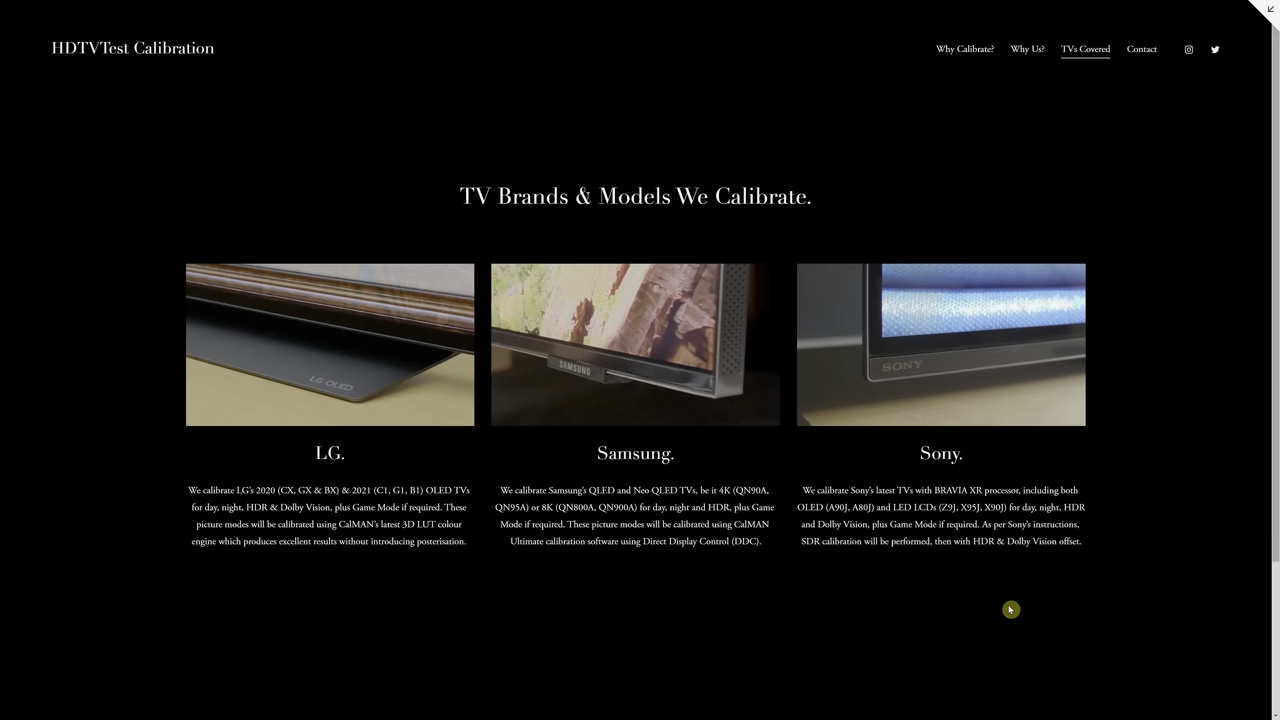 HDTVTest Calibration
Why Calibrate?
Why Us?
TVs Covered
Contact
TV Brands & Models We Calibrate.
LG OLED
SAMSUNG
SONY
LG.
We calibrate LG's 2020 (CX, GX & BX) & 2021 (C1, G1, B1) OLED TVs
for day, night, HDR & Dolby Vision, plus Game Mode if required. These
picture modes will be calibrated using CalMAN's latest 3D LUT colour
engine which produces excellent results without introducing posterisation.
Samsung.
We calibrate Samsung's QLED and Neo QLED TVs, be it 4K (QN90A,
QN95A) or 8K (QN800A, QN900A) for day, night and HDR, plus Game
Mode if required. These picture modes will be calibrated using CalMAN
Ultimate calibration software using Direct Display Control (DDC).
Sony.
We calibrate Sony's latest TVs with BRAVIA XR processor, including both
OLED (A90J, A80J) and LED LCDs (Z9J, X95J, X90J) for day, night, HDR
and Dolby Vision, plus Game Mode if required. As per Sony's instructions,
SDR calibration will be performed, then with HDR & Dolby Vision offset.